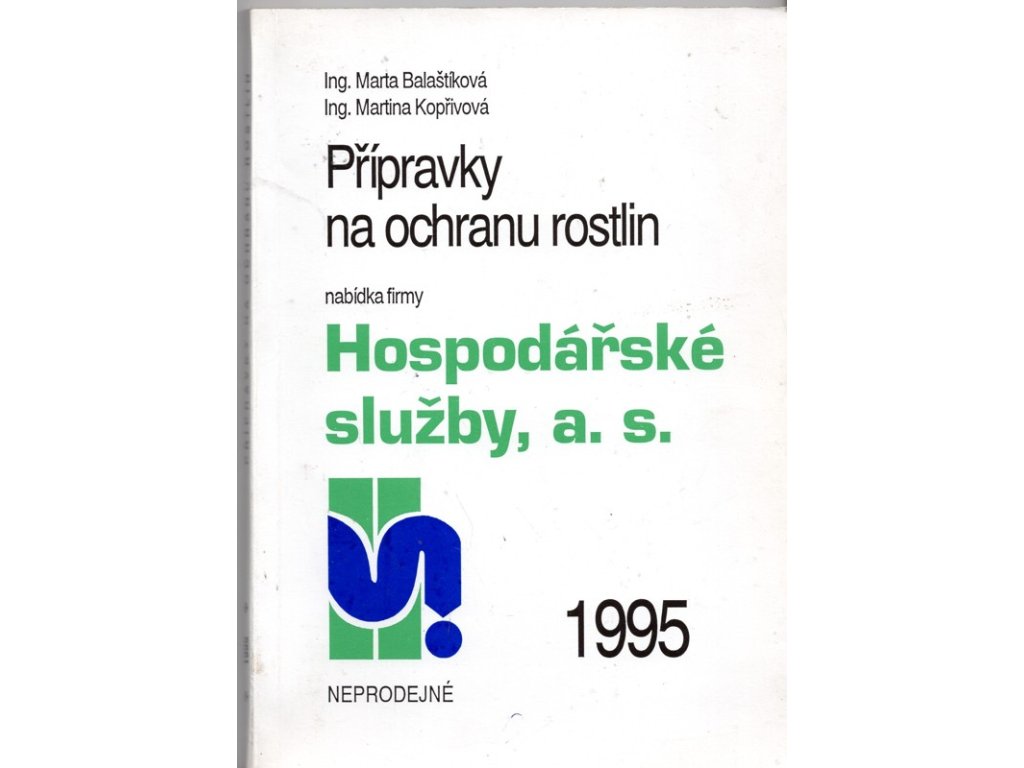 Ing. Marta Balaštíková
Ing. Martina Kopřivová
Přípravky
na ochranu rostlin
nabídka firmy
Hospodářské
služby, a. s.
1995
NEPRODEJNÉ